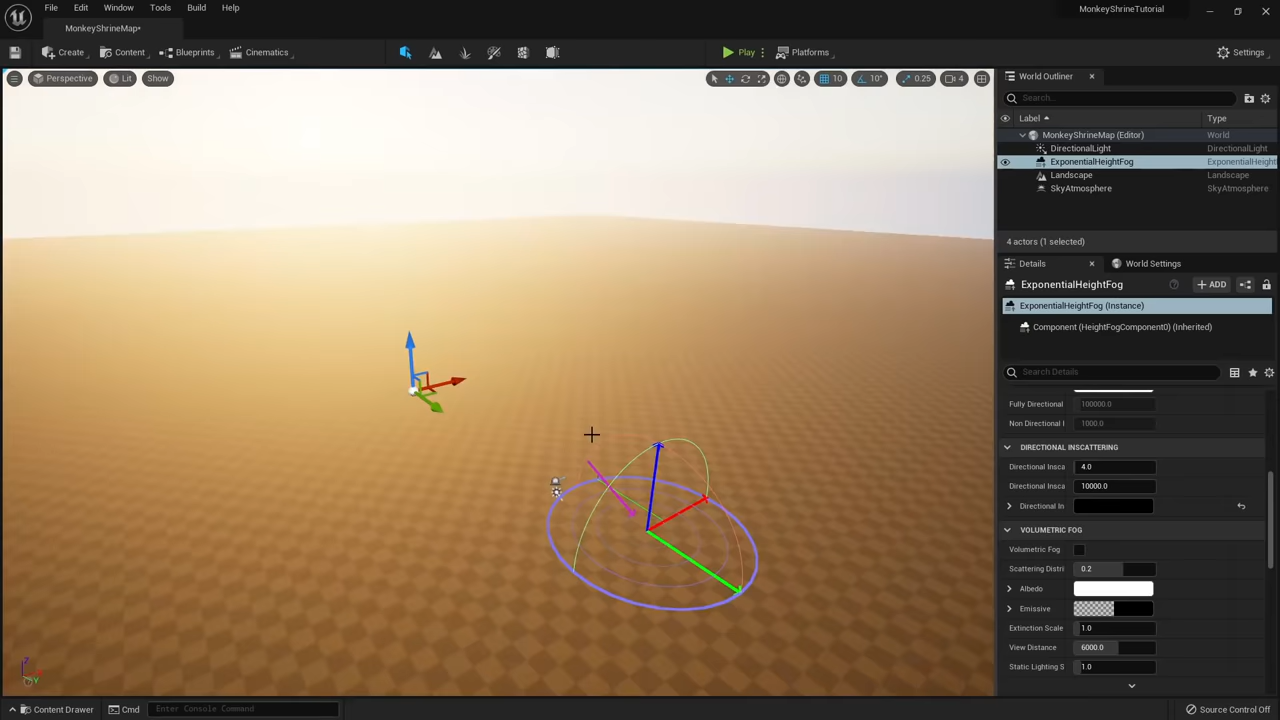 File Edit Window Tools Build Help
MonkeyShrineTutorial
MonkeyShrineMap*
Create Content Blueprints Cinematics Play Platforms Settings
Perspective Lit Show 10 10° 0.25 4
World Outliner
Search...
Label Type
MonkeyShrineMap (Editor) World
DirectionalLight DirectionalLight
ExponentialHeightFog ExponentialHeight
Landscape Landscape
SkyAtmosphere SkyAtmosphere
4 actors (1 selected)
Details World Settings
ExponentialHeightFog ADD
ExponentialHeightFog (Instance)
Component (HeightFogComponent0) (Inherited)
Search Details
Fully Directional 100000.0
Non Directional I 1000.0
DIRECTIONAL INSCATTERING
Directional Insca 4.0
Directional Insca 10000.0
Directional In
VOLUMETRIC FOG
Volumetric Fog
Scattering Distri 0.2
Albedo
Emissive
Extinction Scale 1.0
View Distance 6000.0
Static Lighting S 1.0
Content Drawer Cmd Enter Console Command Source Control Off